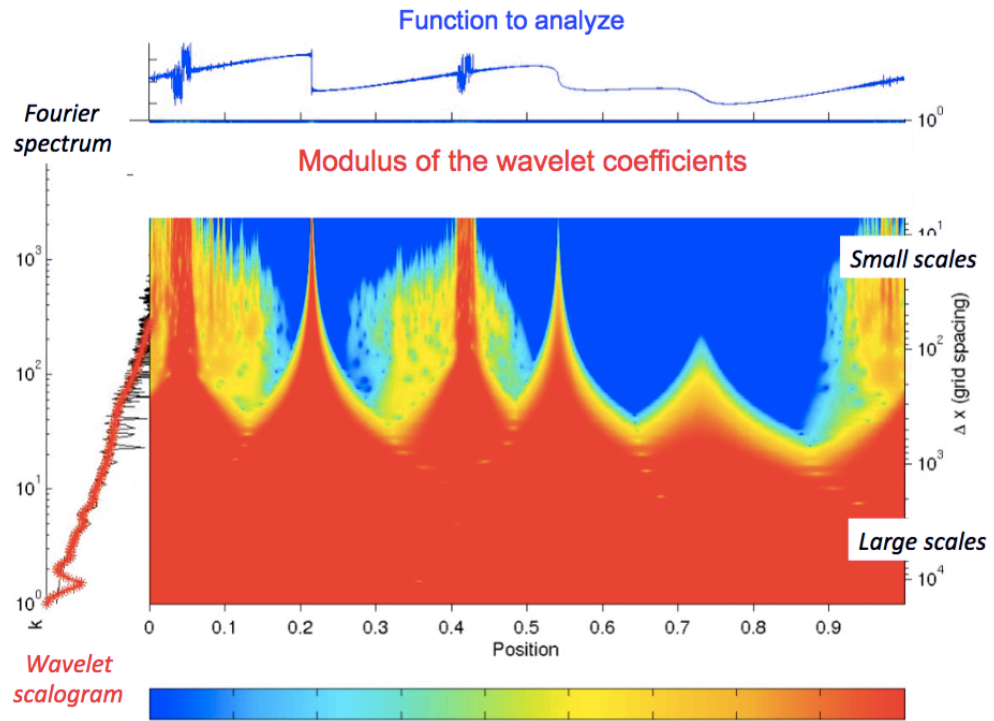 Function to analyze
10⁰
Fourier
spectrum
Modulus of the wavelet coefficients
10¹
10³
Small scales
10²
10²
Δ x (grid spacing)
10³
10¹
Large scales
10⁴
10⁰
k
0 0.1 0.2 0.3 0.4 0.5 0.6 0.7 0.8 0.9
Position
Wavelet
scalogram